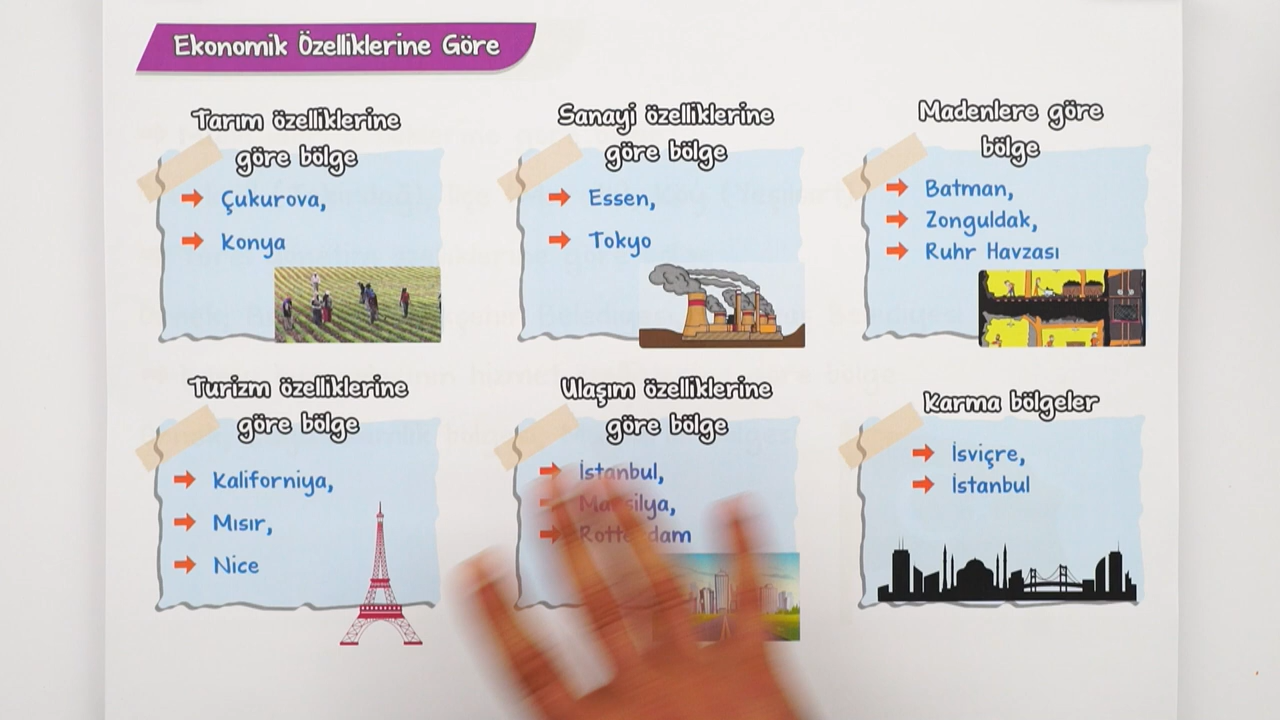 Ekonomik Özelliklerine Göre
Tarım özelliklerine
göre bölge
Çukurova,
Konya
Sanayi özelliklerine
göre bölge
Essen,
Tokyo
Madenlere göre
bölge
Batman,
Zonguldak,
Ruhr Havzası
Turizm özelliklerine
göre bölge
Kaliforniya,
Mısır,
Nice
Ulaşım özelliklerine
göre bölge
İstanbul,
Marsilya,
Rotterdam
Karma bölgeler
İsviçre,
İstanbul